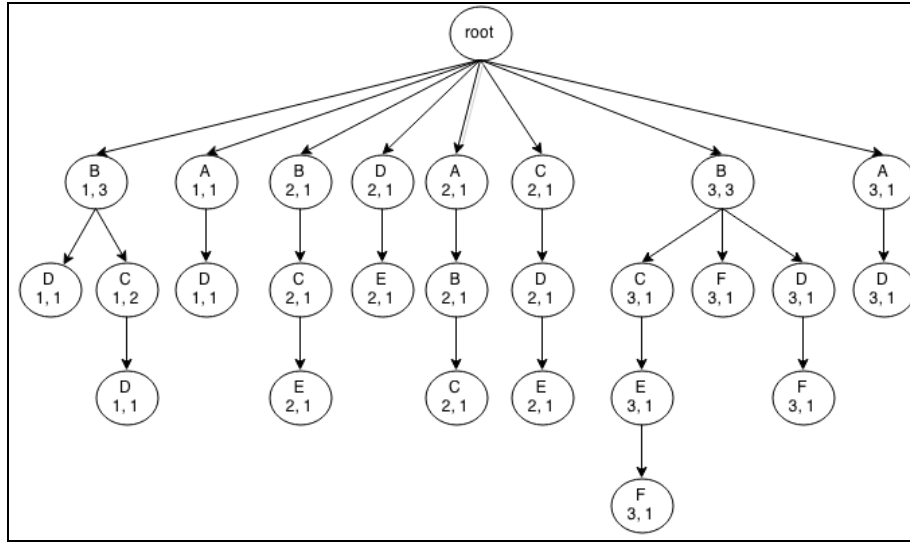 root
B
1, 3
A
1, 1
B
2, 1
D
2, 1
A
2, 1
C
2, 1
B
3, 3
A
3, 1
D
1, 1
C
1, 2
D
1, 1
C
2, 1
E
2, 1
B
2, 1
D
2, 1
C
3, 1
F
3, 1
D
3, 1
D
3, 1
D
1, 1
E
2, 1
C
2, 1
E
2, 1
E
3, 1
F
3, 1
F
3, 1